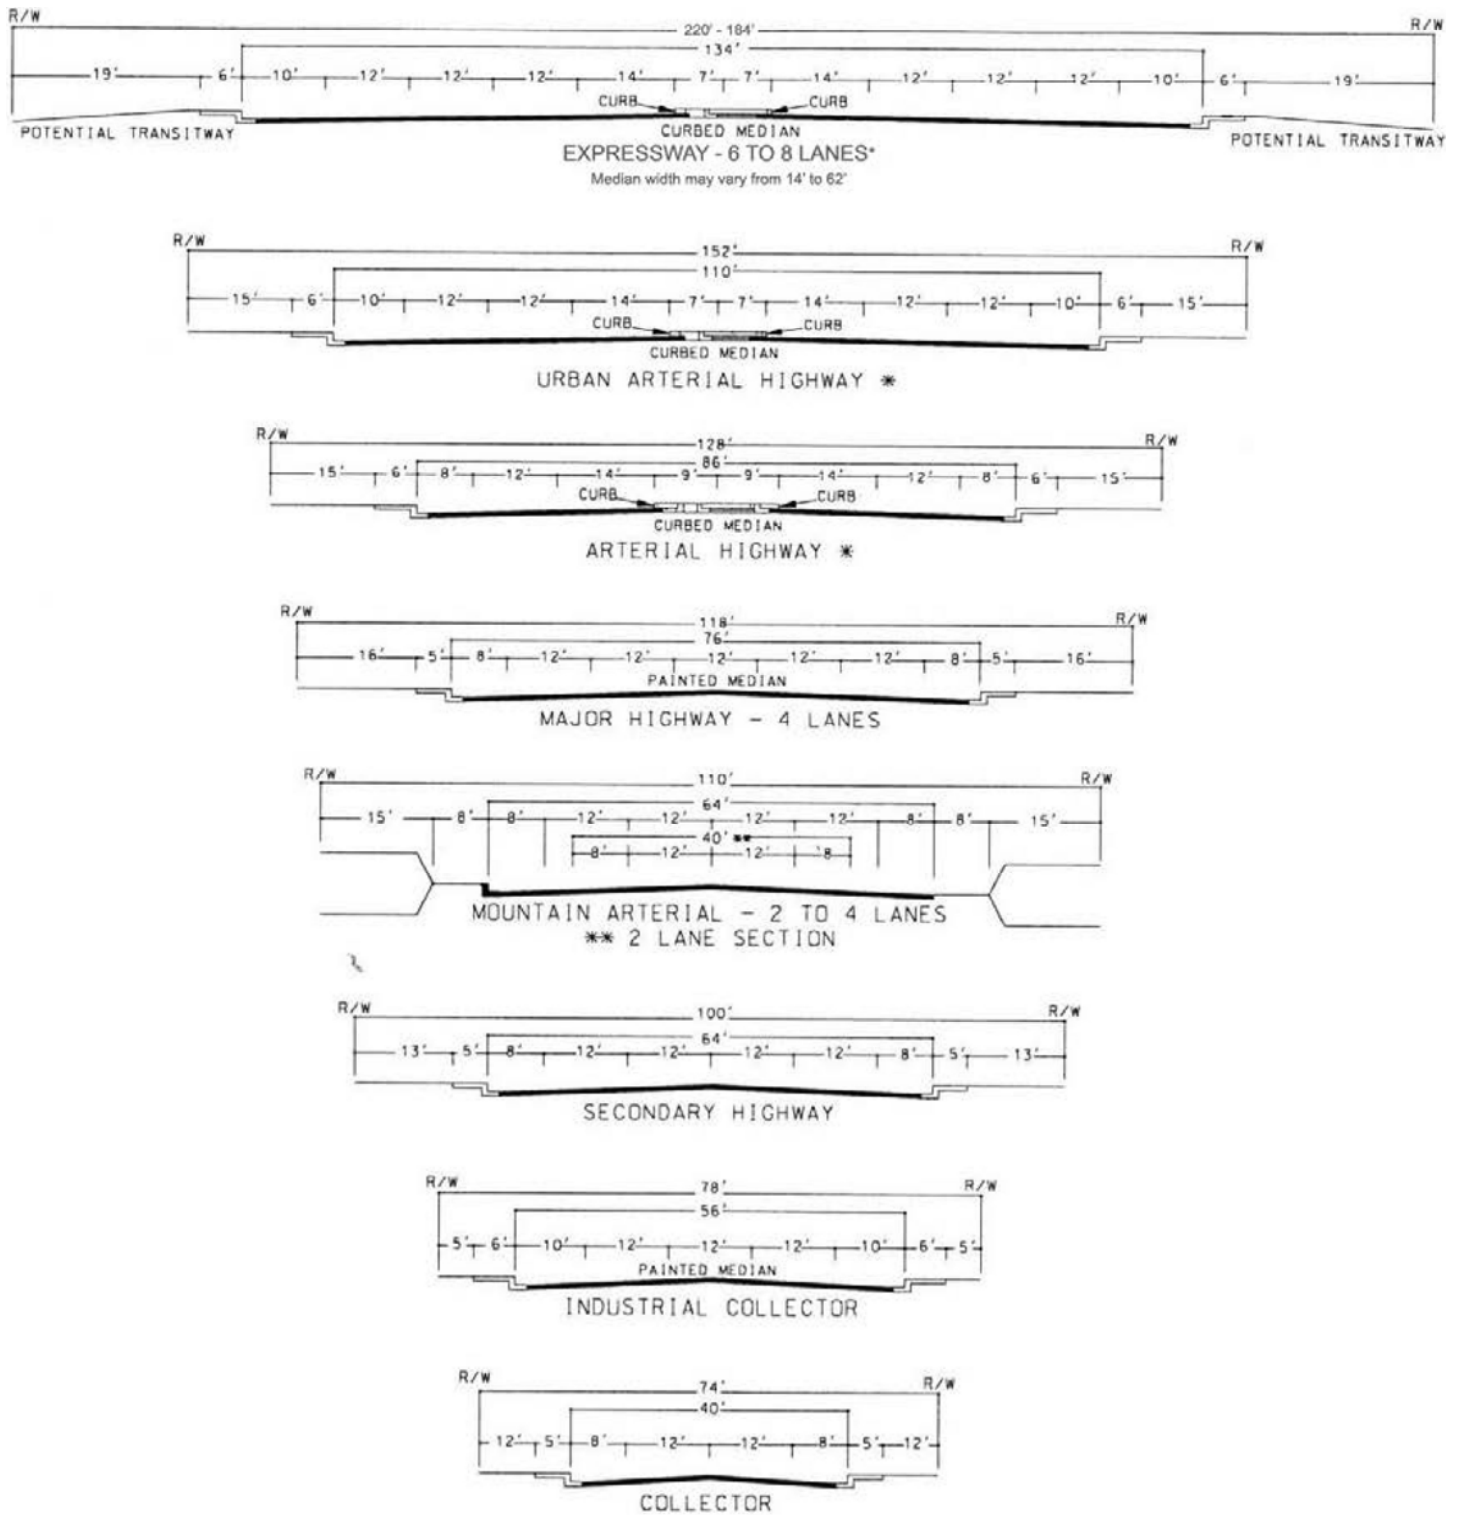 R/W R/W
220' - 184'
134'
19' 6' 10' 12' 12' 12' 14' 7' 7' 14' 12' 12' 12' 10' 6' 19'
CURB CURB
POTENTIAL TRANSITWAY CURBED MEDIAN POTENTIAL TRANSITWAY
EXPRESSWAY - 6 TO 8 LANES*
Median width may vary from 14' to 62'
R/W R/W
152'
110'
15' 6' 10' 12' 12' 14' 7' 7' 14' 12' 12' 10' 6' 15'
CURB CURB
CURBED MEDIAN
URBAN ARTERIAL HIGHWAY *
R/W R/W
128'
86'
15' 6' 8' 12' 14' 9' 9' 14' 12' 8' 6' 15'
CURB CURB
CURBED MEDIAN
ARTERIAL HIGHWAY *
R/W R/W
118'
76'
16' 5' 8' 12' 12' 12' 12' 12' 8' 5' 16'
PAINTED MEDIAN
MAJOR HIGHWAY - 4 LANES
R/W R/W
110'
64'
15' 8' 8' 12' 12' 12' 12' 8' 8' 15'
40' **
8' 12' 12' '8
MOUNTAIN ARTERIAL - 2 TO 4 LANES
** 2 LANE SECTION
R/W R/W
100'
64'
13' 5' 8' 12' 12' 12' 12' 8' 5' 13'
SECONDARY HIGHWAY
R/W R/W
78'
56'
5' 6' 10' 12' 12' 12' 10' 6' 5'
PAINTED MEDIAN
INDUSTRIAL COLLECTOR
R/W R/W
74'
40'
12' 5' 8' 12' 12' 8' 5' 12'
COLLECTOR